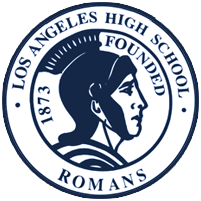 · LOS ANGELES HIGH SCHOOL ·
FOUNDED
1873
ROMANS